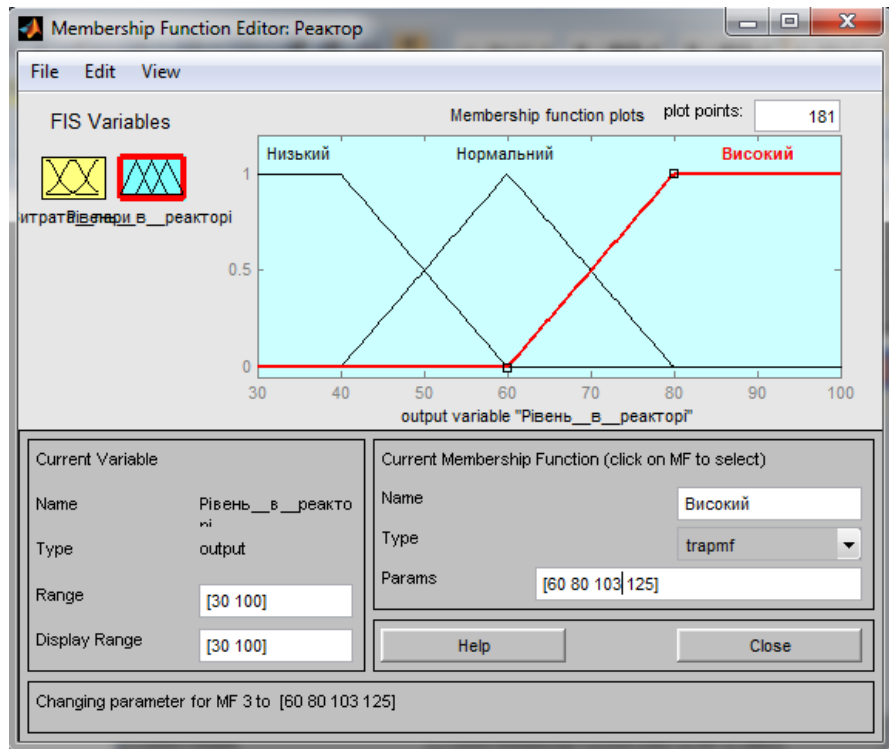 Membership Function Editor: Реактор
File Edit View
FIS Variables
Membership function plots plot points: 181
Низький Нормальний Високий
1
0.5
0
30 40 50 60 70 80 90 100
output variable "Рівень__в__реакторі"
в__реакторі
Current Variable
Name Рівень__в__реакто
рі
Type output
Range [30 100]
Display Range [30 100]
Current Membership Function (click on MF to select)
Name Високий
Type trapmf
Params [60 80 103 125]
Help Close
Changing parameter for MF 3 to [60 80 103 125]